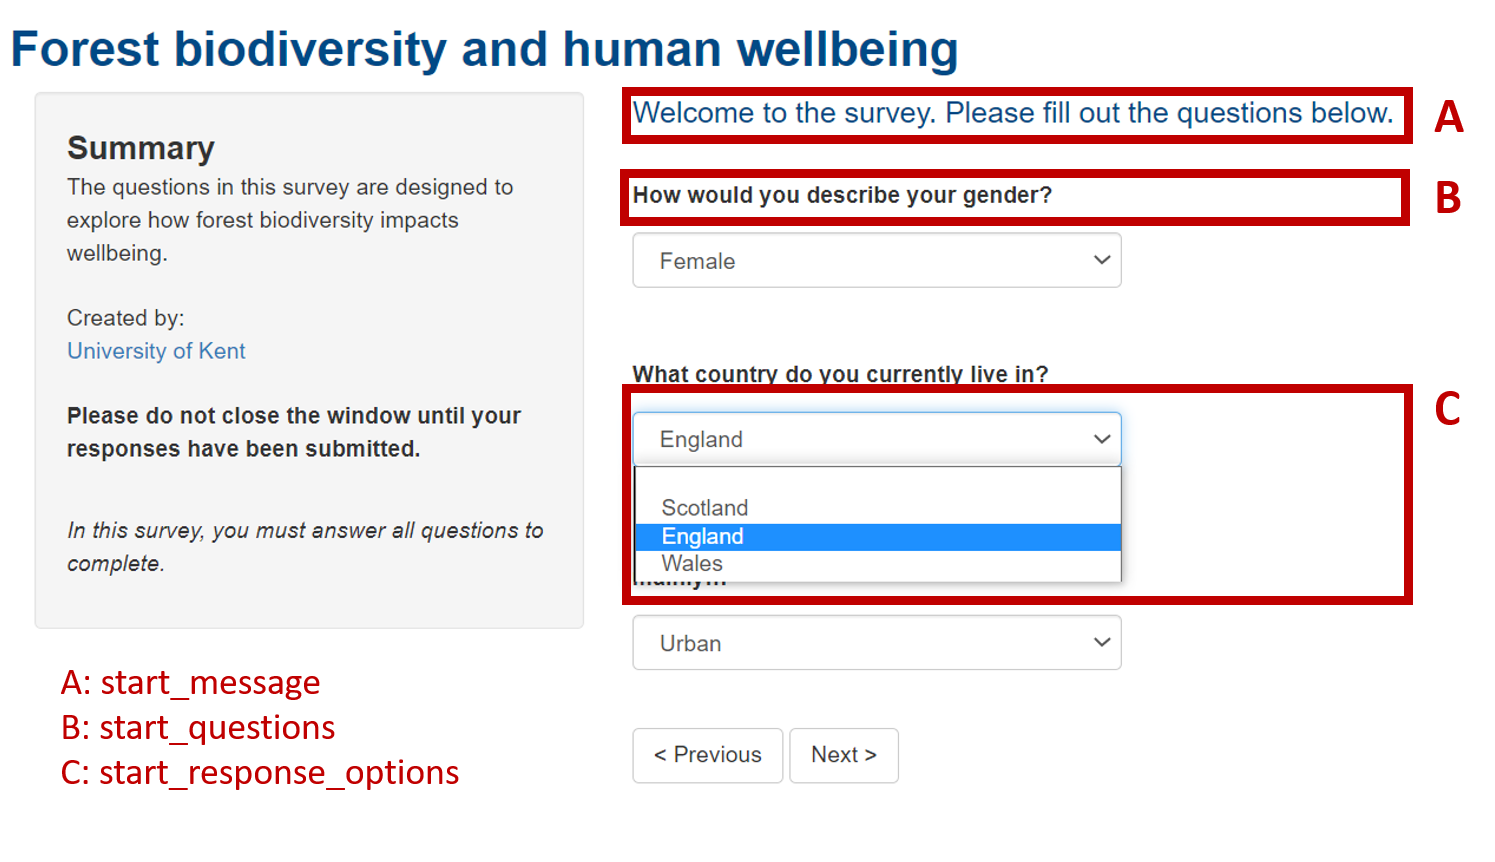 Forest biodiversity and human wellbeing
Summary
The questions in this survey are designed to
explore how forest biodiversity impacts
wellbeing.
Created by:
University of Kent
Please do not close the window until your
responses have been submitted.
In this survey, you must answer all questions to
complete.
Welcome to the survey. Please fill out the questions below.
A
How would you describe your gender?
B
Female
What country do you currently live in?
C
England
Scotland
England
Wales
Urban
< Previous
Next >
A: start_message
B: start_questions
C: start_response_options